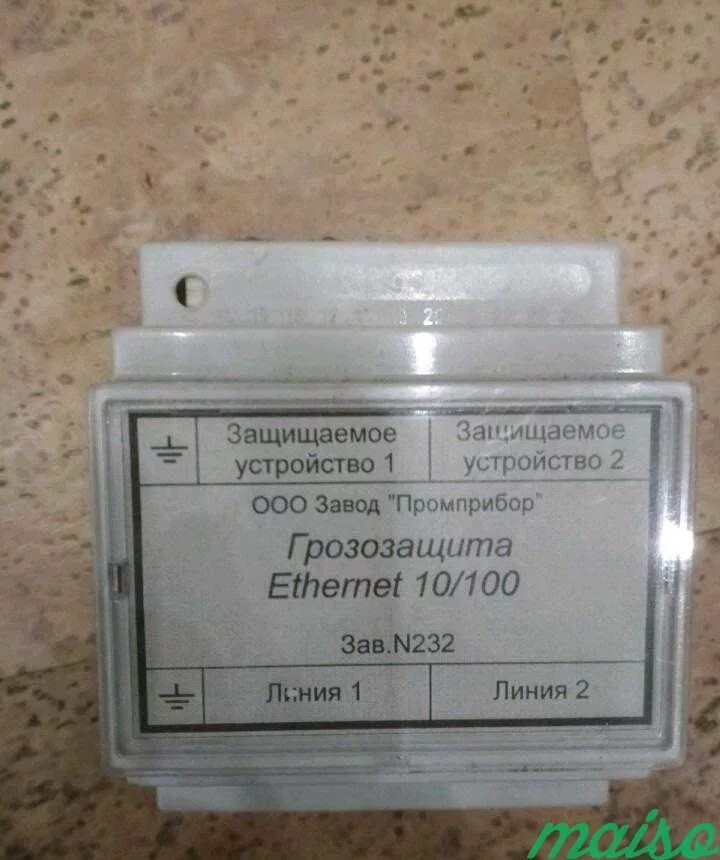 Защищаемое
устройство 1
Защищаемое
устройство 2
ООО Завод "Промприбор"
Грозозащита
Ethernet 10/100
Зав.N232
Линия 1
Линия 2
maiso